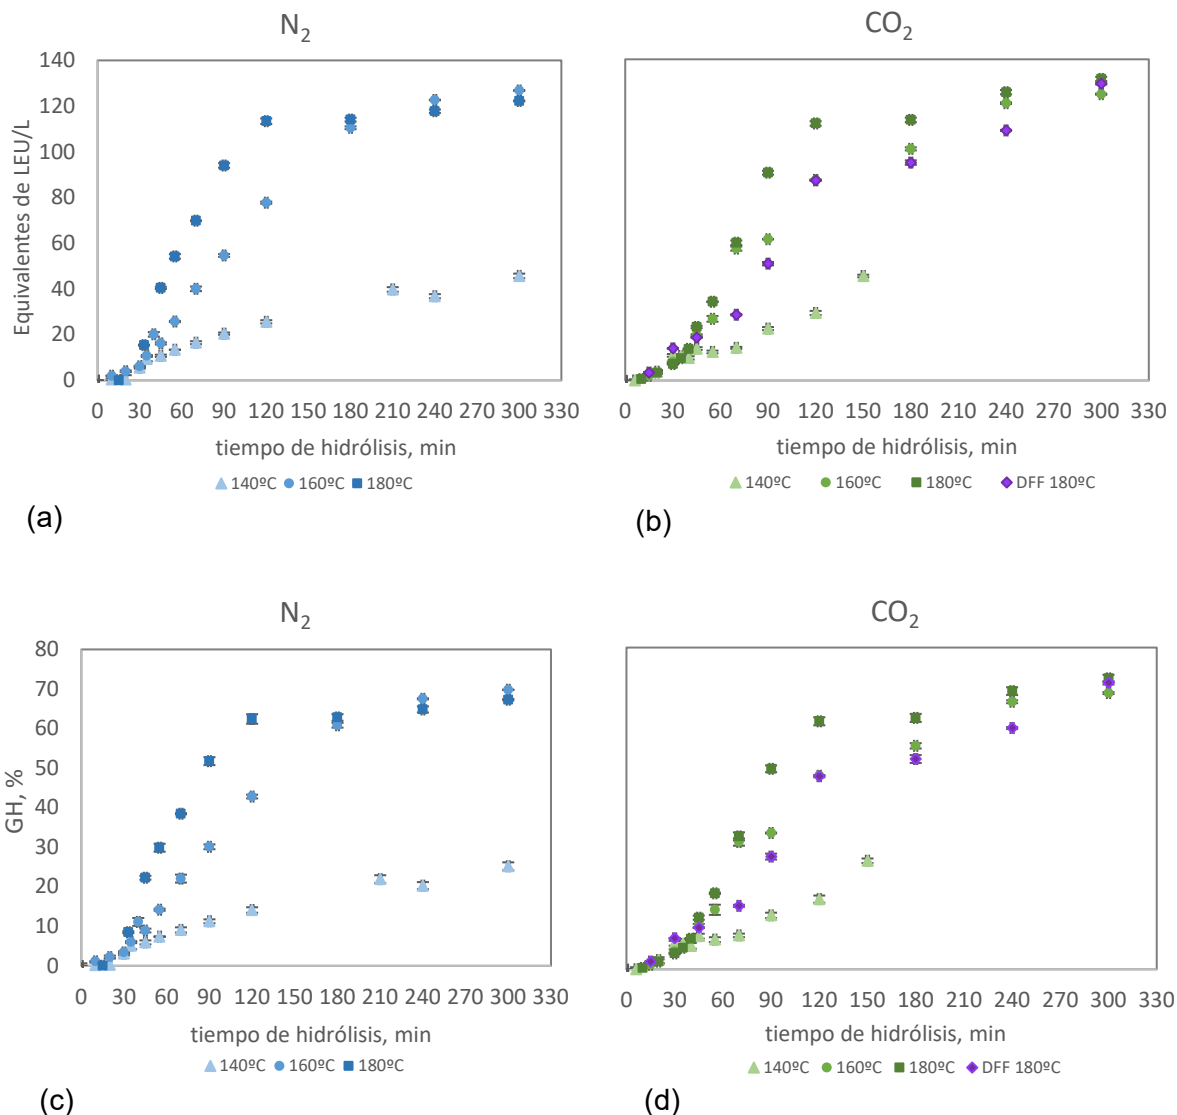 N₂
CO₂
Equivalentes de LEU/L
140
120
100
80
60
40
20
0
0 30 60 90 120 150 180 210 240 270 300 330
0 30 60 90 120 150 180 210 240 270 300 330
tiempo de hidrólisis, min
tiempo de hidrólisis, min
140ºC 160ºC 180ºC
140ºC 160ºC 180ºC DFF 180ºC
(a)
(b)
N₂
CO₂
GH, %
80
70
60
50
40
30
20
10
0
0 30 60 90 120 150 180 210 240 270 300 330
0 30 60 90 120 150 180 210 240 270 300 330
tiempo de hidrólisis, min
tiempo de hidrólisis, min
140ºC 160ºC 180ºC
140ºC 160ºC 180ºC DFF 180ºC
(c)
(d)